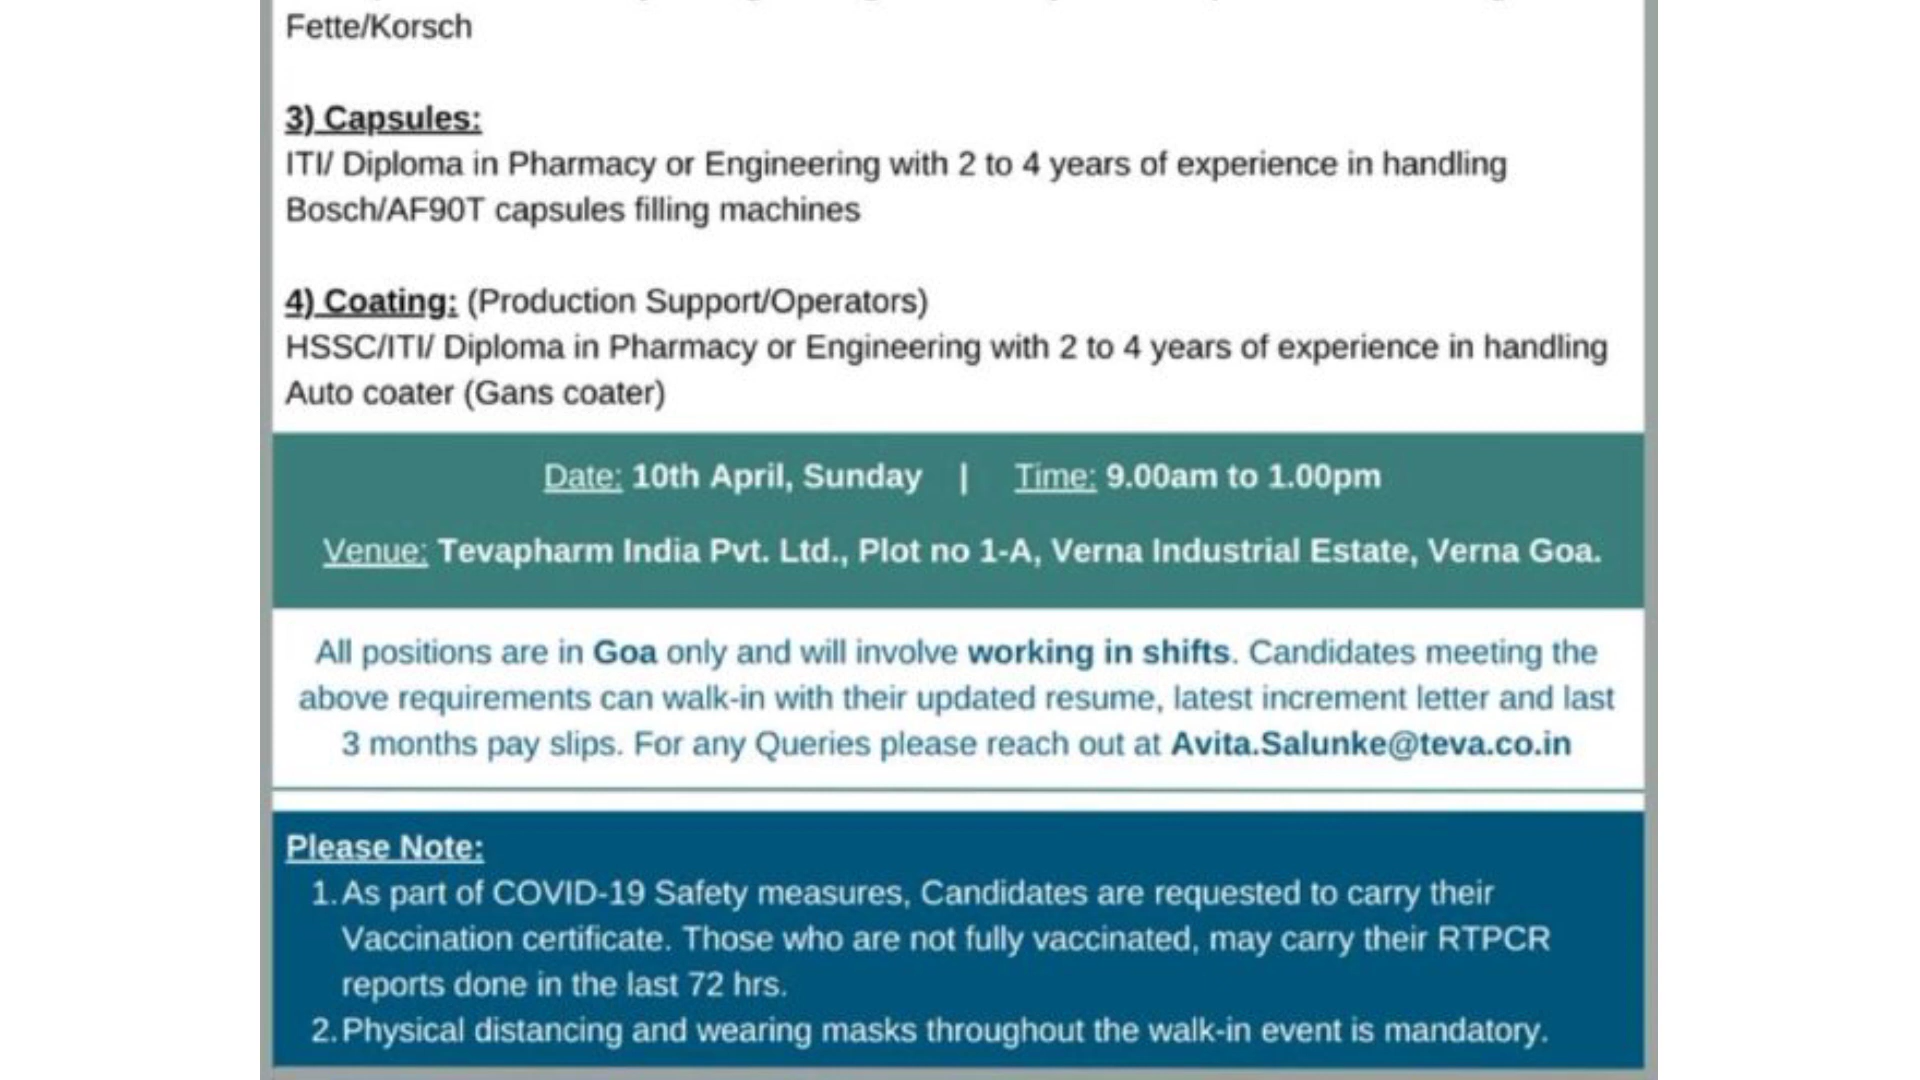 Fette/Korsch
3) Capsules:
ITI/ Diploma in Pharmacy or Engineering with 2 to 4 years of experience in handling
Bosch/AF90T capsules filling machines
4) Coating: (Production Support/Operators)
HSSC/ITI/ Diploma in Pharmacy or Engineering with 2 to 4 years of experience in handling
Auto coater (Gans coater)
Date: 10th April, Sunday | Time: 9.00am to 1.00pm
Venue: Tevapharm India Pvt. Ltd., Plot no 1-A, Verna Industrial Estate, Verna Goa.
All positions are in Goa only and will involve working in shifts. Candidates meeting the
above requirements can walk-in with their updated resume, latest increment letter and last
3 months pay slips. For any Queries please reach out at Avita.Salunke@teva.co.in
Please Note:
1. As part of COVID-19 Safety measures, Candidates are requested to carry their
Vaccination certificate. Those who are not fully vaccinated, may carry their RTPCR
reports done in the last 72 hrs.
2. Physical distancing and wearing masks throughout the walk-in event is mandatory.